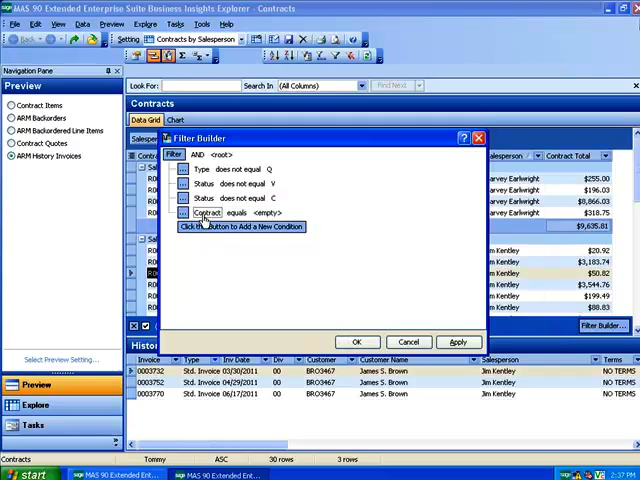 MAS 90 Extended Enterprise Suite Business Insights Explorer - Contracts
File Edit View Data Preview Explore Tasks Tools Help
Back Setting Contracts by Salesperson
Navigation Pane
Look For: Search In (All Columns) Find Next
Preview
Contracts
Contract Items
ARM Backorders
ARM Backordered Line Items
Contract Quotes
ARM History Invoices
Data Grid Chart
Filter Builder
Filter AND <root>
... Type does not equal Q
... Status does not equal V
... Status does not equal C
... Contract equals <empty>
Click the Button to Add a New Condition
OK Cancel Apply
Salesperson Contract Total
Harvey Earlwright $255.00
Harvey Earlwright $196.03
Harvey Earlwright $8,866.03
Harvey Earlwright $318.75
$9,635.81
Salesperson
Jim Kentley $20.92
Jim Kentley $3,183.74
Jim Kentley $50.82
Jim Kentley $3,544.76
Jim Kentley $199.49
Jim Kentley $88.83
Filter Builder...
Invoice Type Inv Date Div Customer Customer Name Salesperson Terms
0003732 Std. Invoice 03/30/2011 00 BRO3467 James S. Brown Jim Kentley NO TERMS
0003752 Std. Invoice 04/29/2011 00 BRO3467 James S. Brown Jim Kentley NO TERMS
0003770 Std. Invoice 06/17/2011 00 BRO3467 James S. Brown Jim Kentley NO TERMS
Select Preview Setting...
Preview
Explore
Tasks
Contracts Tommy ASC 30 rows 3 rows
start MAS 90 Extended Ent... MAS 90 Extended Ent... 2:37 PM